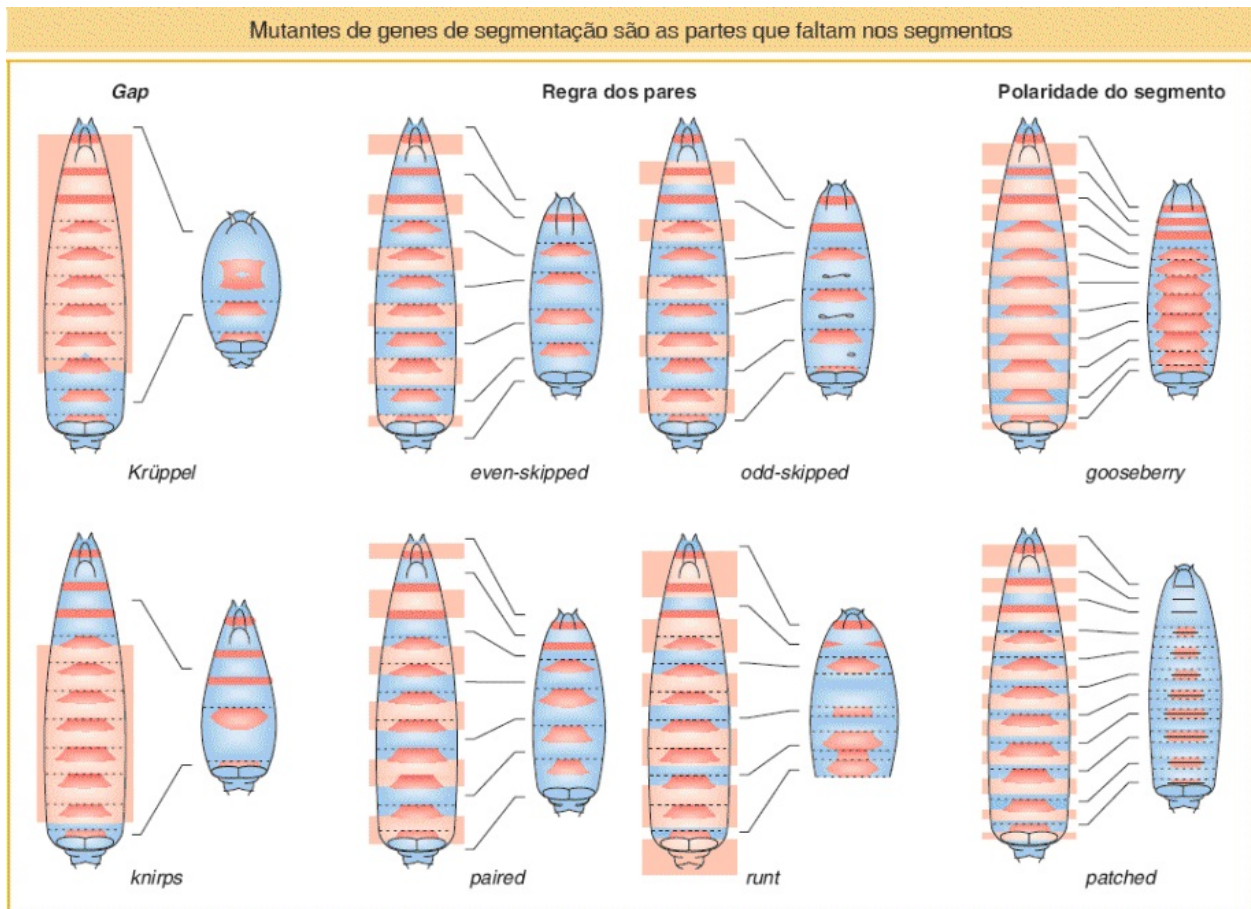 Mutantes de genes de segmentação são as partes que faltam nos segmentos
Gap
Regra dos pares
Polaridade do segmento
Krüppel
even-skipped
odd-skipped
gooseberry
knirps
paired
runt
patched